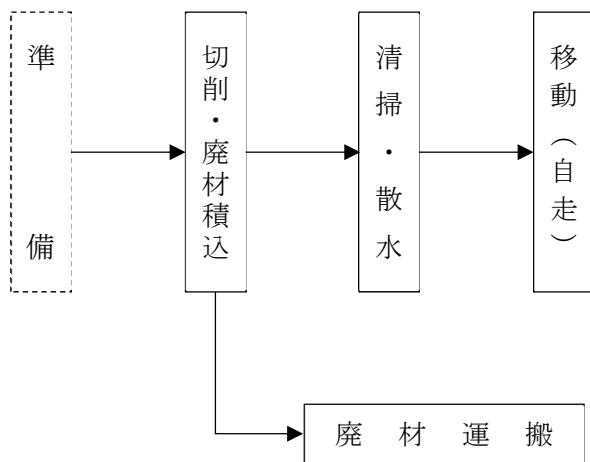 準備
切削・廃材積込
清掃・散水
移動（自走）
廃材運搬